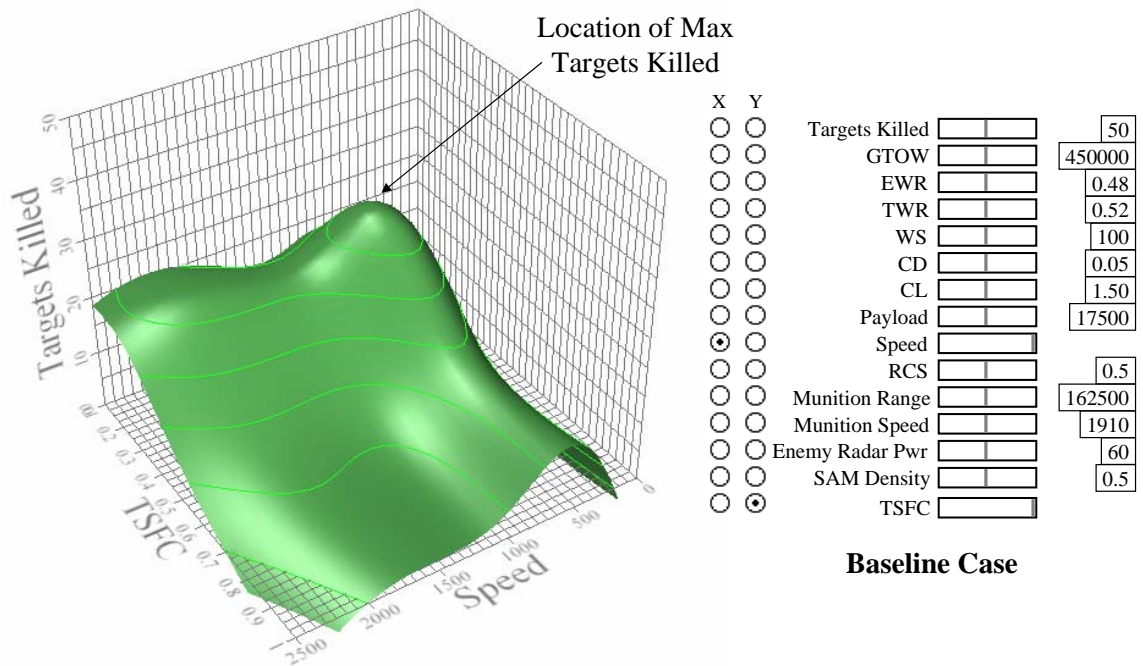 Location of Max
Targets Killed
50
40
30
20
10
Targets Killed
0.2
0.3
0.4
0.5
0.6
0.7
0.8
0.9
1
TSFC
2500
2000
1500
1000
500
0
Speed
X Y
Targets Killed 50
GTOW 450000
EWR 0.48
TWR 0.52
WS 100
CD 0.05
CL 1.50
Payload 17500
Speed
RCS 0.5
Munition Range 162500
Munition Speed 1910
Enemy Radar Pwr 60
SAM Density 0.5
TSFC
Baseline Case